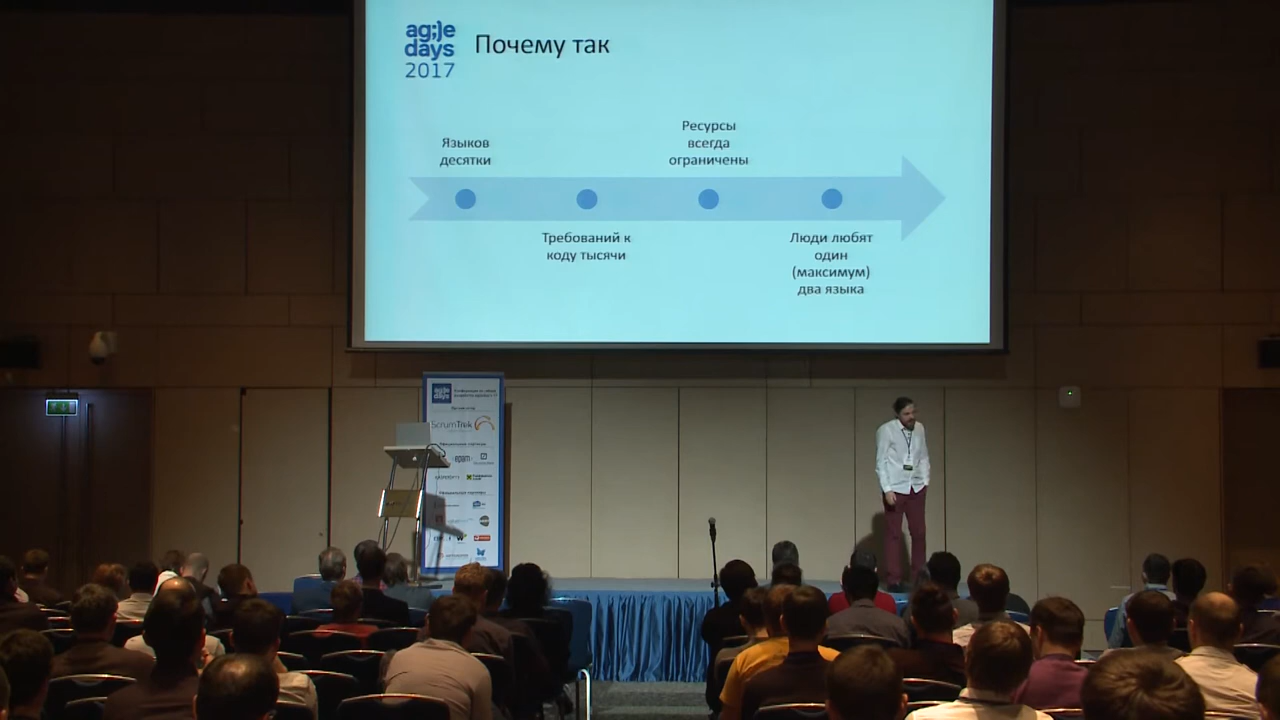 ag;)e
days
2017
Почему так
Языков
десятки
Требований к
коду тысячи
Ресурсы
всегда
ограничены
Люди любят
один
(максимум)
два языка
ScrumTrek
epam